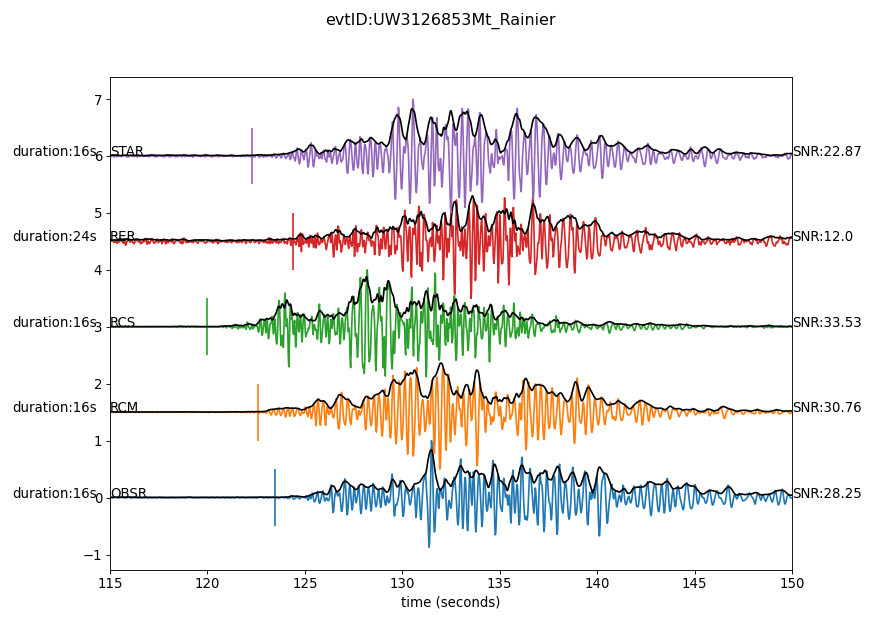 evtID:UW3126853Mt_Rainier
7
duration:16s 6 STAR SNR:22.87
5
duration:24s RER SNR:12.0
4
duration:16s 3 RCS SNR:33.53
2
duration:16s RCM SNR:30.76
1
duration:16s 0 OBSR SNR:28.25
−1
115 120 125 130 135 140 145 150
time (seconds)